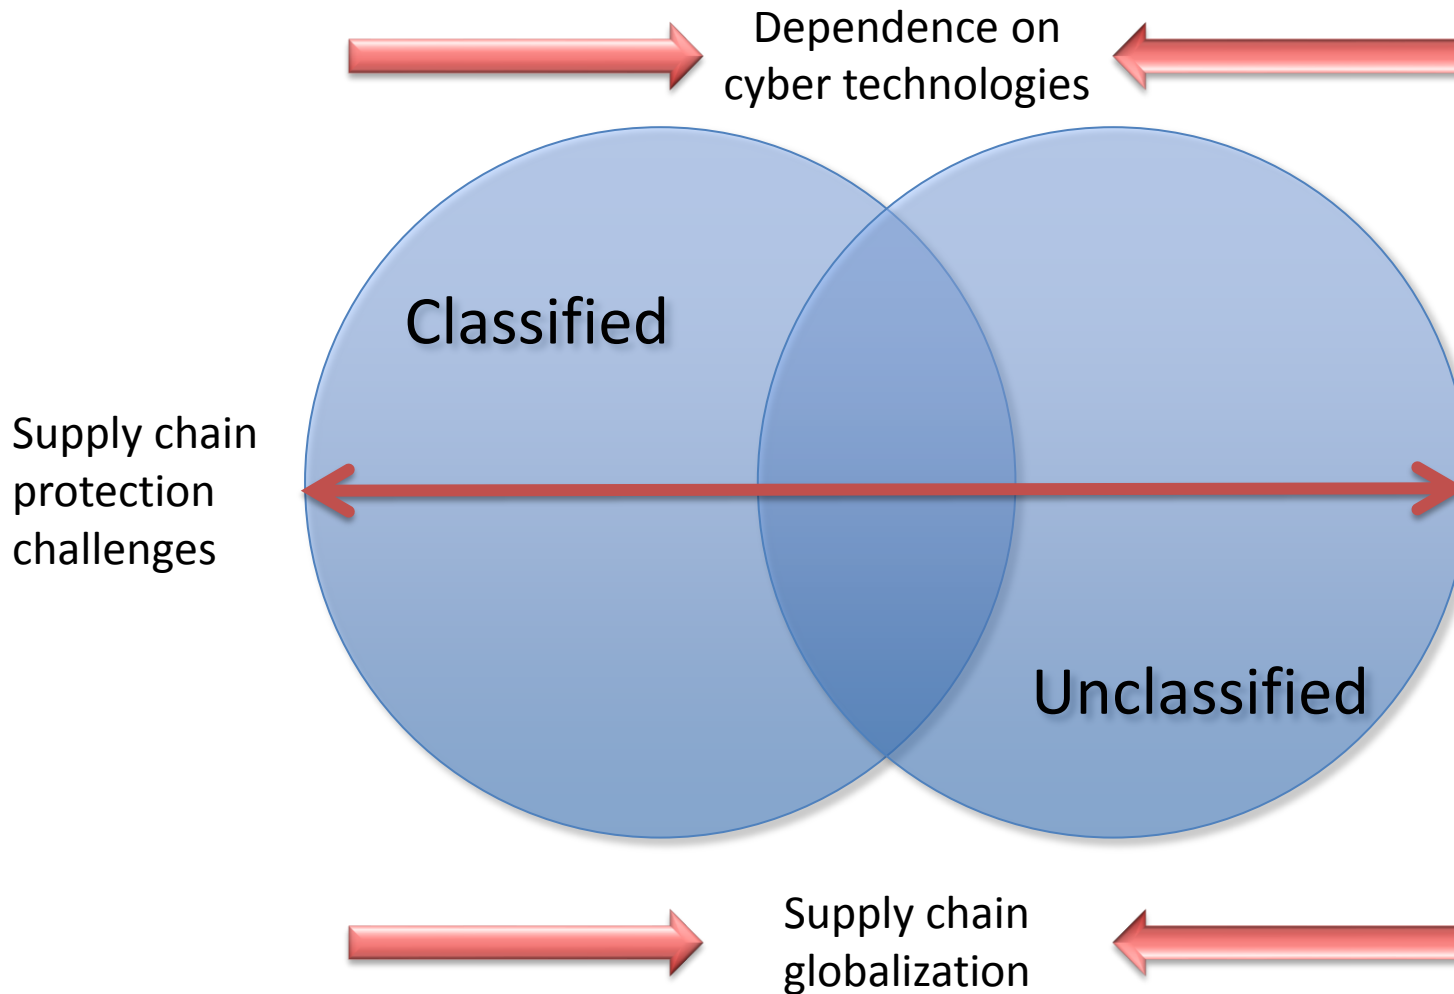 Dependence on
cyber technologies
Classified
Supply chain
protection
challenges
Unclassified
Supply chain
globalization